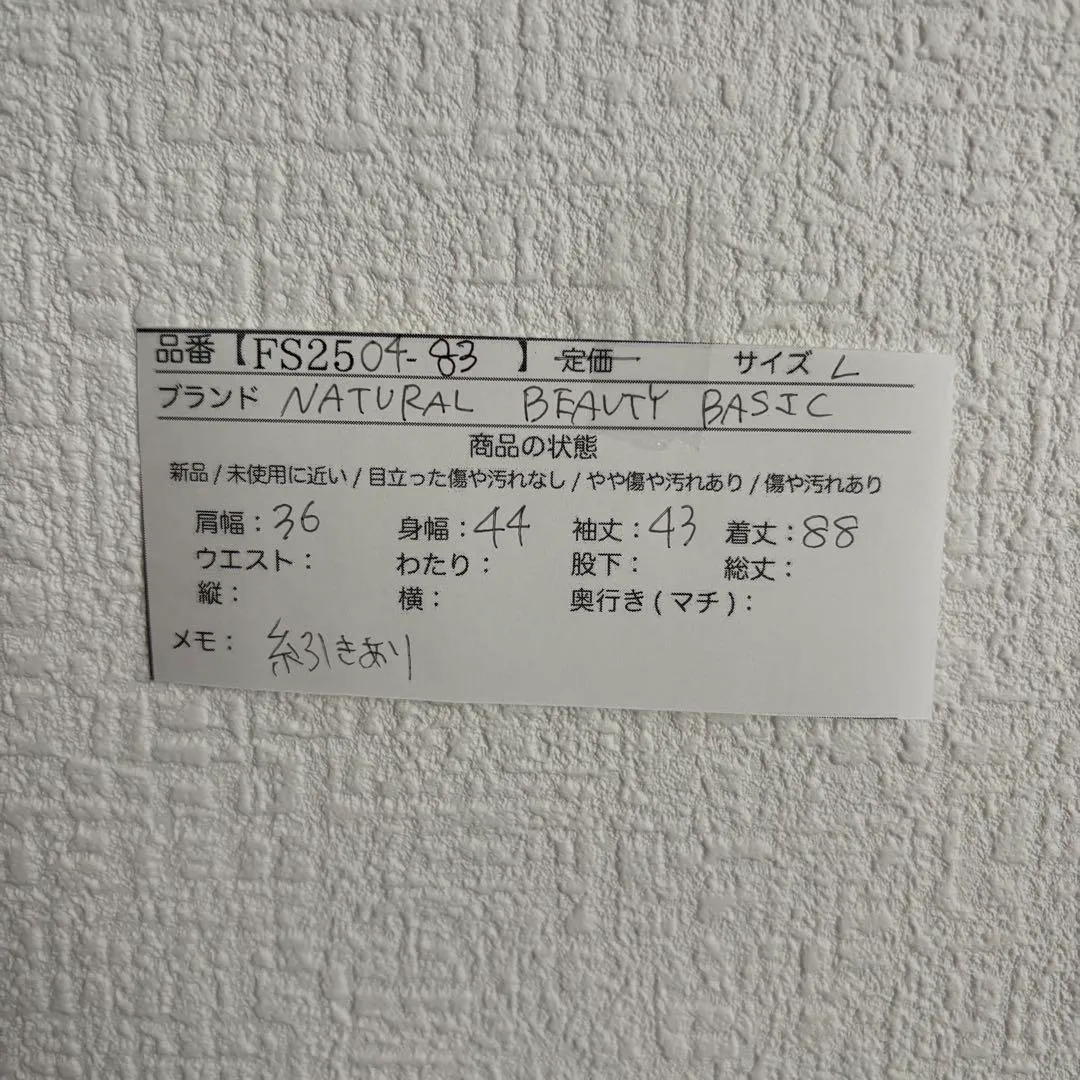 品番【FS2504-83 】 定価 サイズ L
ブランド NATURAL BEAUTY BASIC
商品の状態
新品 / 未使用に近い / 目立った傷や汚れなし / やや傷や汚れあり / 傷や汚れあり
肩幅：36 身幅：44 袖丈：43 着丈：88
ウエスト： わたり： 股下： 総丈：
縦： 横： 奥行き ( マチ )：
メモ： 糸引きあり